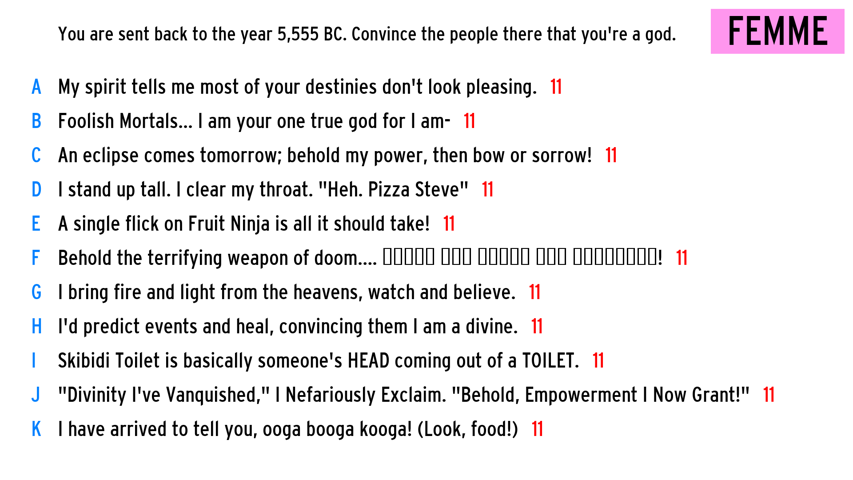 You are sent back to the year 5,555 BC. Convince the people there that you're a god.
FEMME
A My spirit tells me most of your destinies don't look pleasing. 11
B Foolish Mortals... I am your one true god for I am- 11
C An eclipse comes tomorrow; behold my power, then bow or sorrow! 11
D I stand up tall. I clear my throat. "Heh. Pizza Steve" 11
E A single flick on Fruit Ninja is all it should take! 11
F Behold the terrifying weapon of doom.... ! 11
G I bring fire and light from the heavens, watch and believe. 11
H I'd predict events and heal, convincing them I am a divine. 11
I Skibidi Toilet is basically someone's HEAD coming out of a TOILET. 11
J "Divinity I've Vanquished," I Nefariously Exclaim. "Behold, Empowerment I Now Grant!" 11
K I have arrived to tell you, ooga booga kooga! (Look, food!) 11